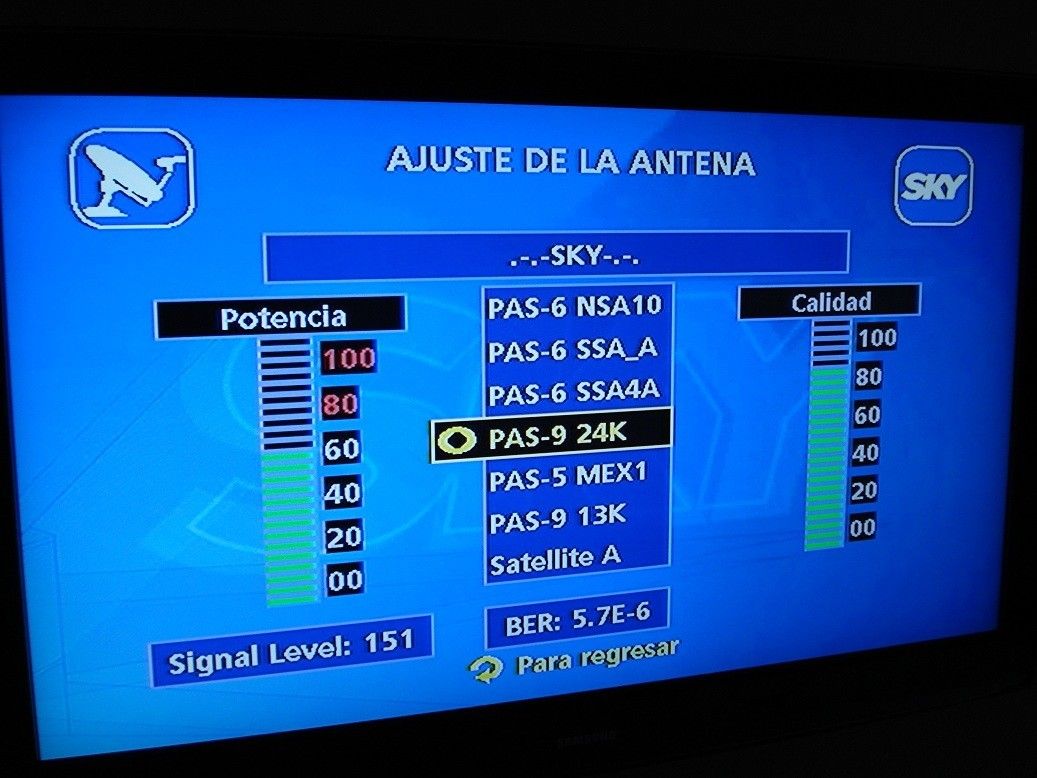 AJUSTE DE LA ANTENA
SKY
.-.-SKY-.-.
Potencia
100
80
60
40
20
00
PAS-6 NSA10
PAS-6 SSA_A
PAS-6 SSA4A
PAS-9 24K
PAS-5 MEX1
PAS-9 13K
Satellite A
Calidad
100
80
60
40
20
00
Signal Level: 151
BER: 5.7E-6
Para regresar
SAMSUNG